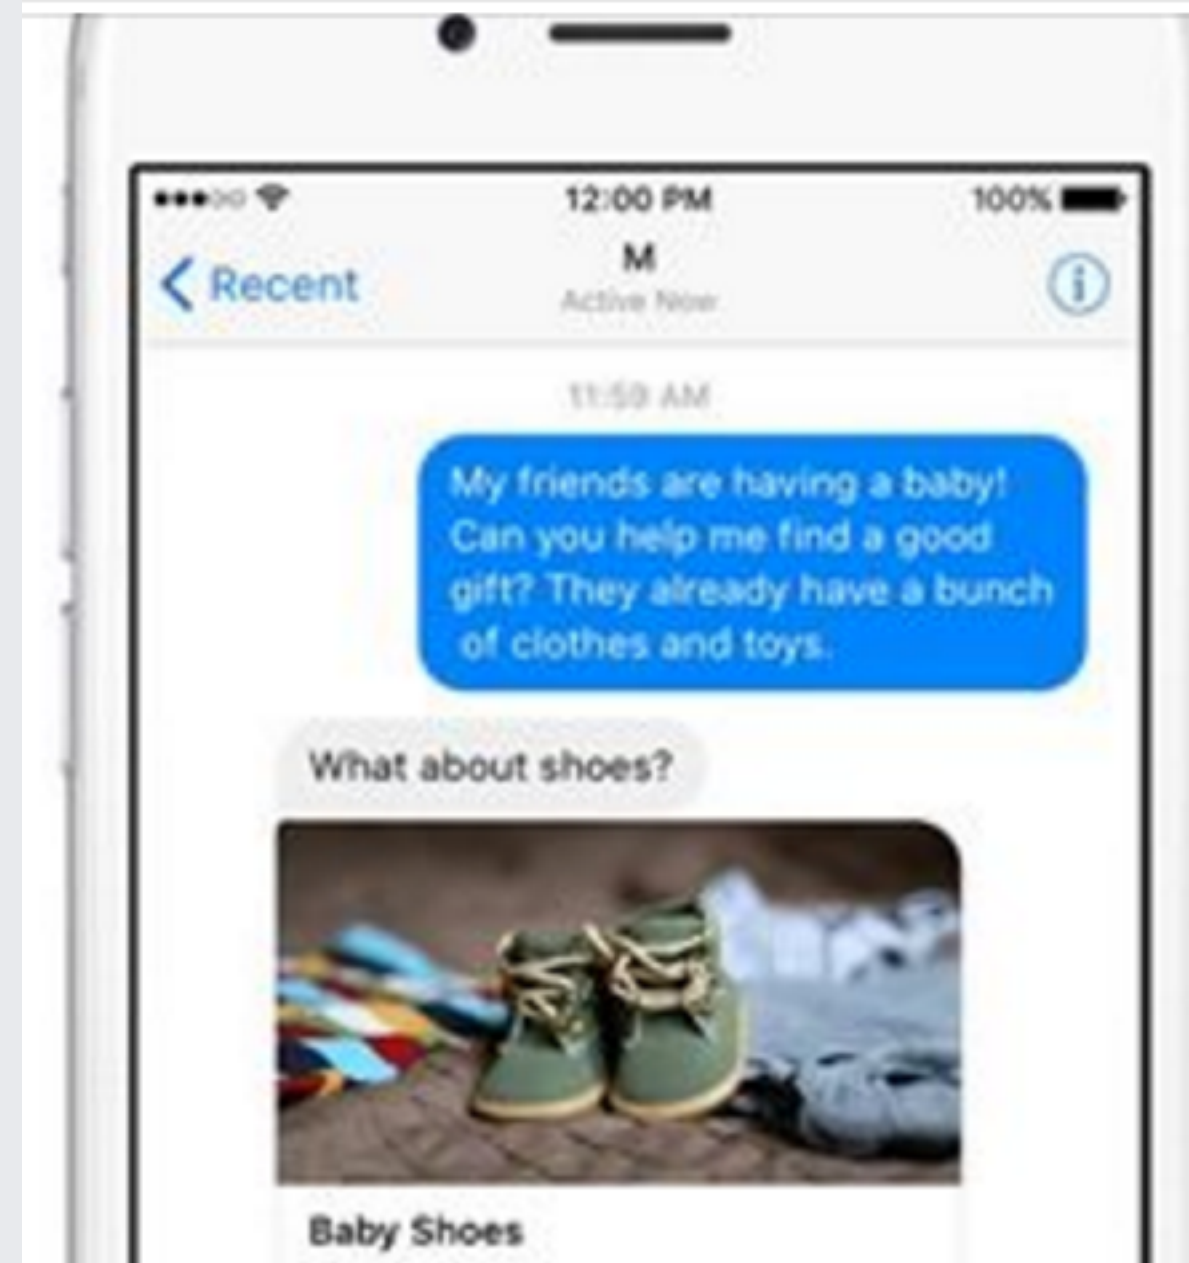 12:00 PM
100%
M
Recent
Active Now
11:59 AM
My friends are having a baby!
Can you help me find a good
gift? They already have a bunch
of clothes and toys.
What about shoes?
Baby Shoes